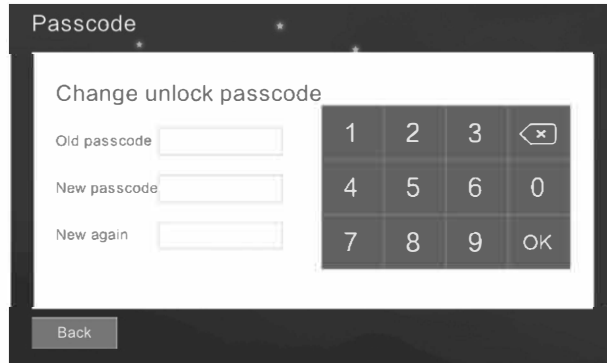 Passcode
Change unlock passcode
Old passcode
New passcode
New again
1 2 3
4 5 6 0
7 8 9 OK
Back